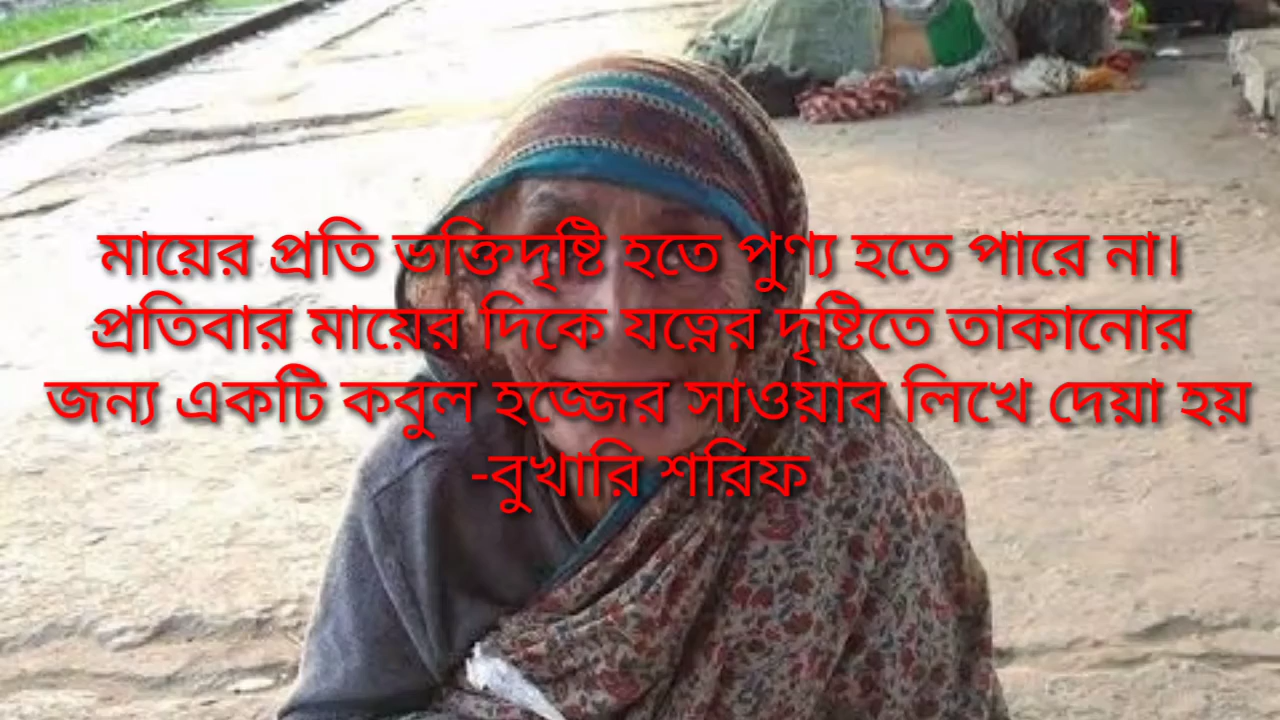 মায়ের প্রতি ভক্তিদৃষ্টি হতে পুণ্য হতে পারে না।
প্রতিবার মায়ের দিকে যত্নের দৃষ্টিতে তাকানোর
জন্য একটি কবুল হজ্জের সাওয়াব লিখে দেয়া হয়
-বুখারি শরিফ